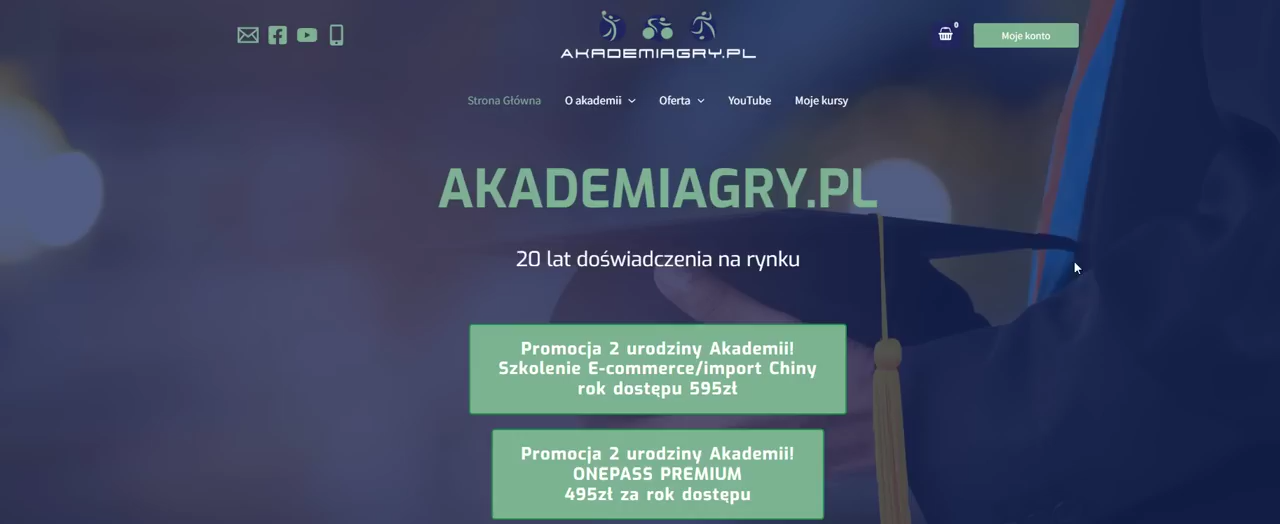 AKADEMIAGRY.PL
0
Moje konto
Strona Główna
O akademii
Oferta
YouTube
Moje kursy
AKADEMIAGRY.PL
20 lat doświadczenia na rynku
Promocja 2 urodziny Akademii!
Szkolenie E-commerce/import Chiny
rok dostępu 595zł
Promocja 2 urodziny Akademii!
ONEPASS PREMIUM
495zł za rok dostępu